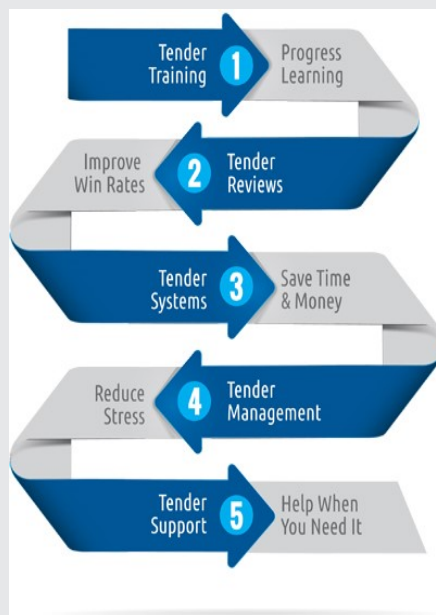 Tender
Training
1
Progress
Learning
Improve
Win Rates
2
Tender
Reviews
Tender
Systems
3
Save Time
& Money
Reduce
Stress
4
Tender
Management
Tender
Support
5
Help When
You Need It